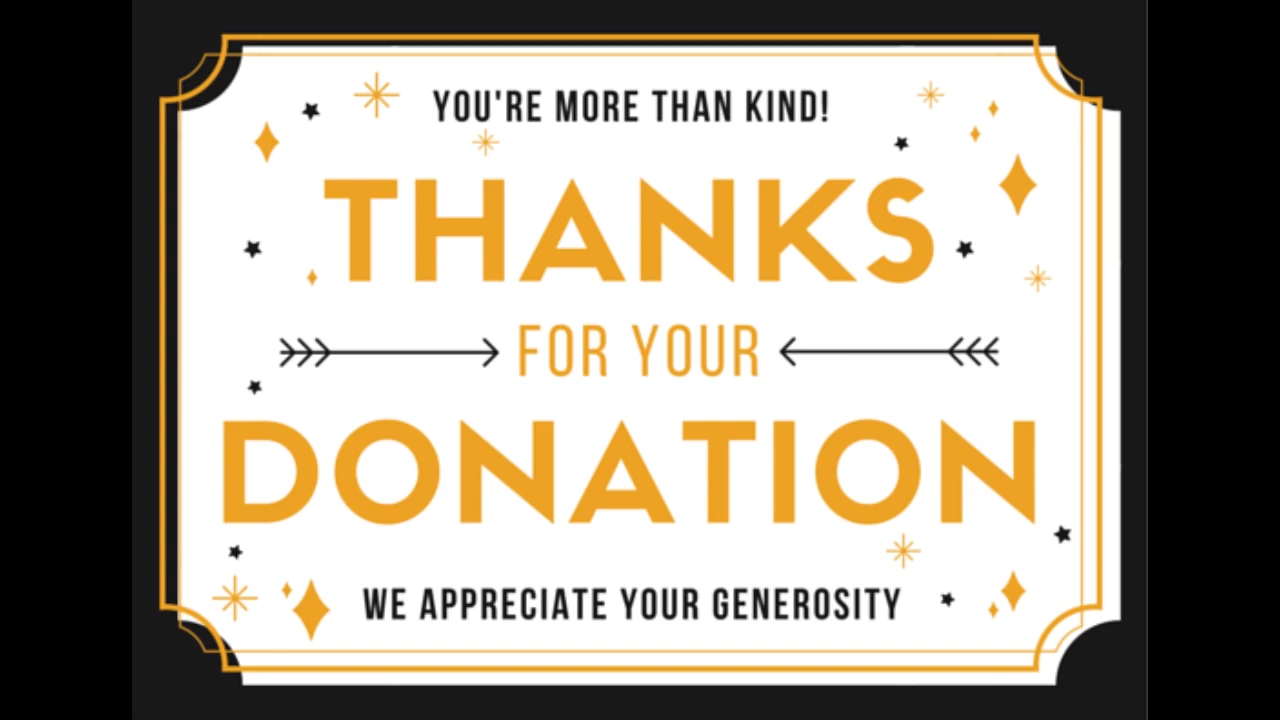 YOU'RE MORE THAN KIND!
THANKS
FOR YOUR
DONATION
WE APPRECIATE YOUR GENEROSITY